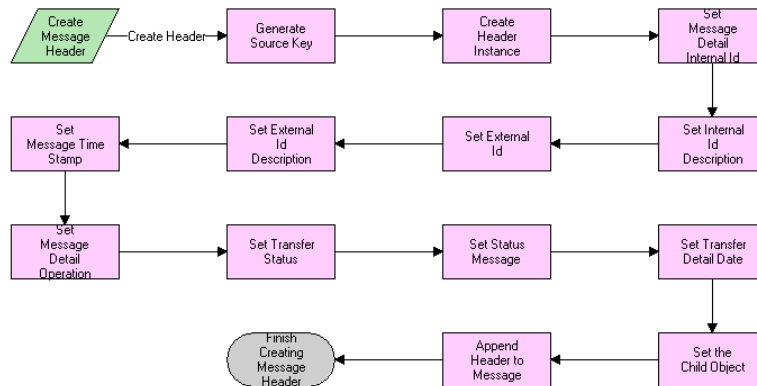 Create
Message
Header
Create Header
Generate
Source Key
Create
Header
Instance
Set
Message
Detail
Internal Id
Set Internal
Id
Description
Set External
Id
Set External
Id
Description
Set
Message Time
Stamp
Set
Message
Detail
Operation
Set Transfer
Status
Set Status
Message
Set Transfer
Detail Date
Set the
Child Object
Append
Header to
Message
Finish
Creating
Message
Header